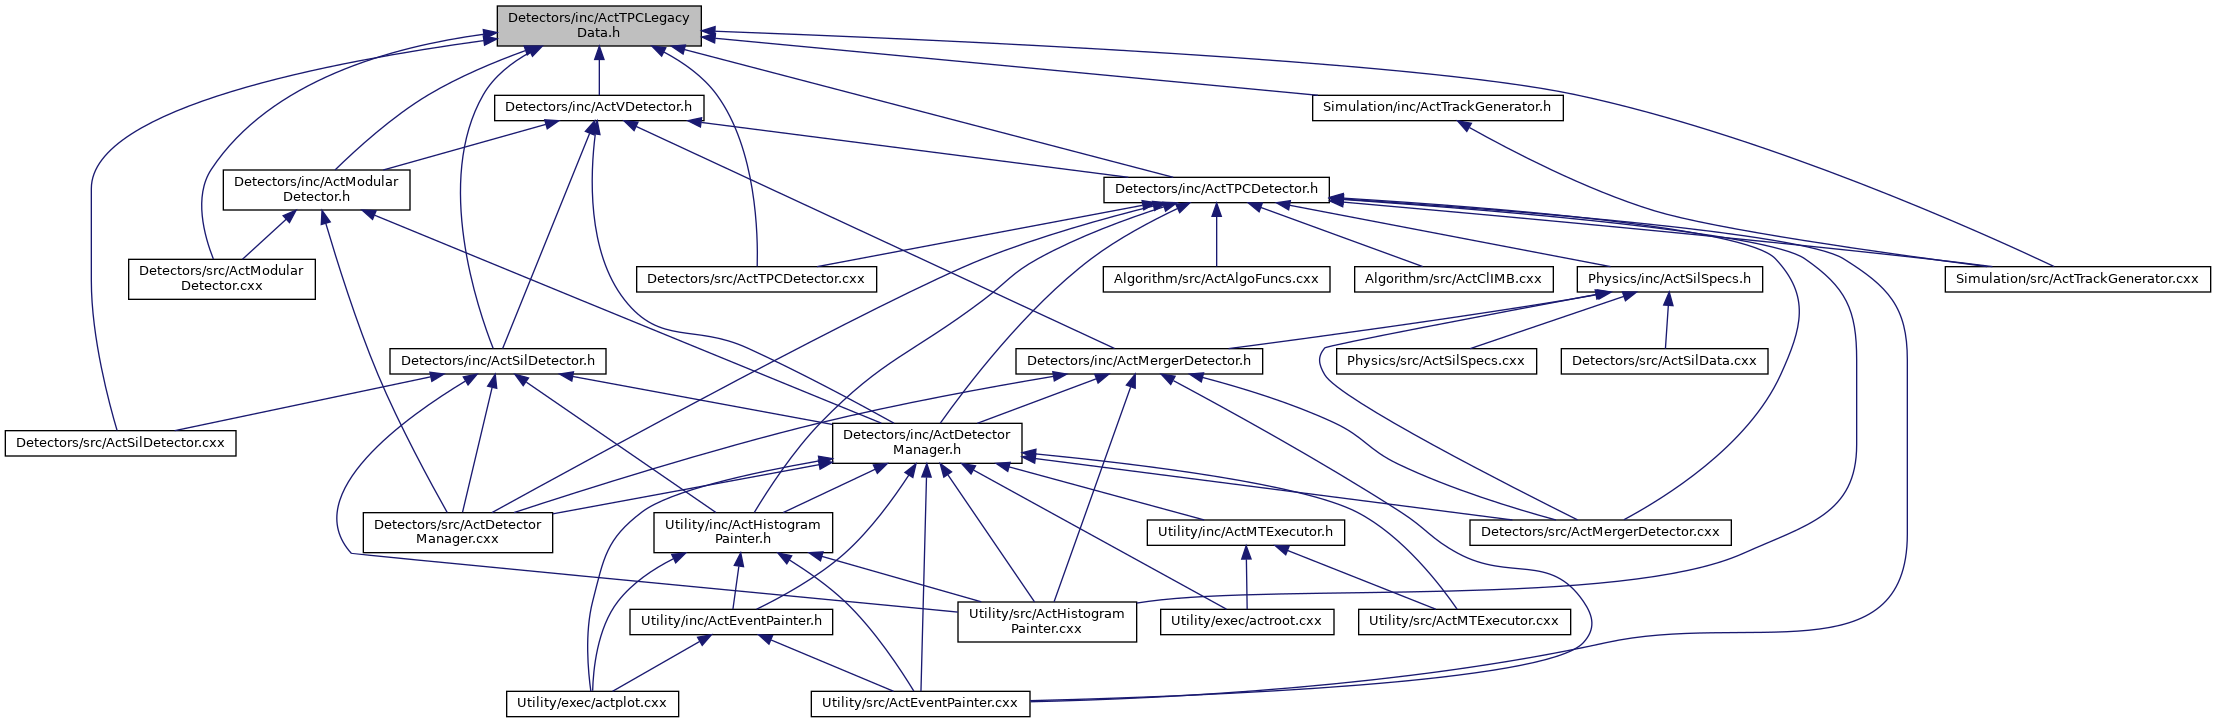 Detectors/inc/ActTPCLegacy
Data.h
Detectors/inc/ActVDetector.h
Simulation/inc/ActTrackGenerator.h
Detectors/inc/ActModular
Detector.h
Detectors/inc/ActTPCDetector.h
Detectors/src/ActModular
Detector.cxx
Detectors/src/ActTPCDetector.cxx
Algorithm/src/ActAlgoFuncs.cxx
Algorithm/src/ActClIMB.cxx
Physics/inc/ActSilSpecs.h
Simulation/src/ActTrackGenerator.cxx
Detectors/inc/ActSilDetector.h
Detectors/inc/ActMergerDetector.h
Physics/src/ActSilSpecs.cxx
Detectors/src/ActSilData.cxx
Detectors/src/ActSilDetector.cxx
Detectors/inc/ActDetector
Manager.h
Detectors/src/ActDetector
Manager.cxx
Utility/inc/ActHistogram
Painter.h
Utility/inc/ActMTExecutor.h
Detectors/src/ActMergerDetector.cxx
Utility/inc/ActEventPainter.h
Utility/src/ActHistogram
Painter.cxx
Utility/exec/actroot.cxx
Utility/src/ActMTExecutor.cxx
Utility/exec/actplot.cxx
Utility/src/ActEventPainter.cxx